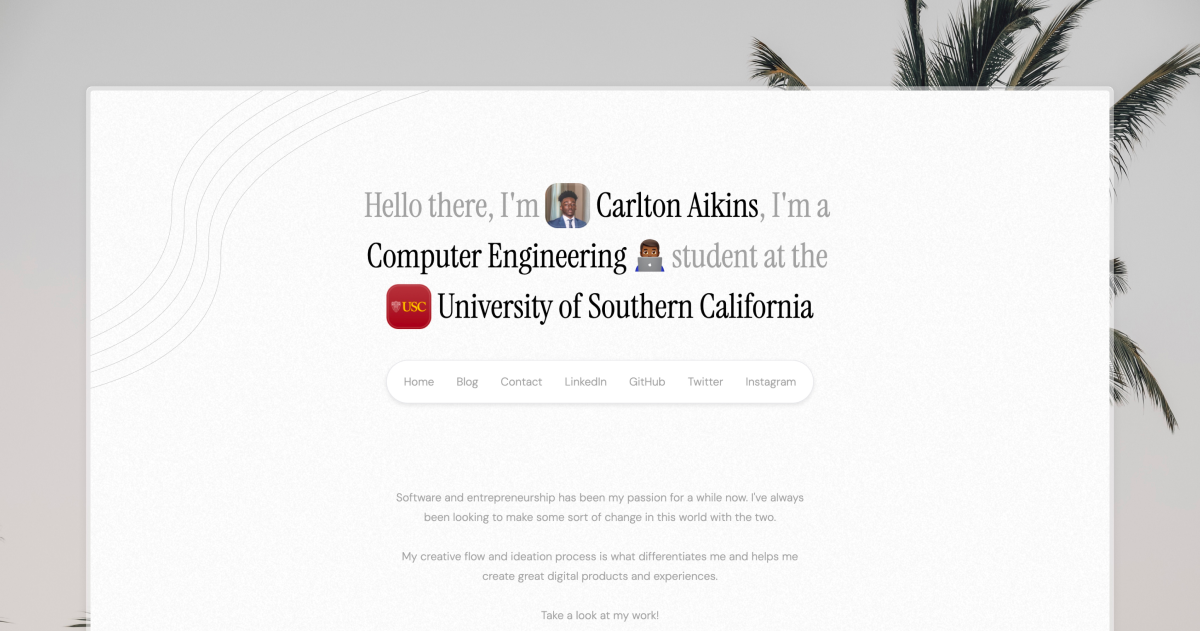 Hello there, I'm Carlton Aikins, I'm a
Computer Engineering student at the
USC University of Southern California
Home Blog Contact LinkedIn GitHub Twitter Instagram
Software and entrepreneurship has been my passion for a while now. I've always
been looking to make some sort of change in this world with the two.
My creative flow and ideation process is what differentiates me and helps me
create great digital products and experiences.
Take a look at my work!